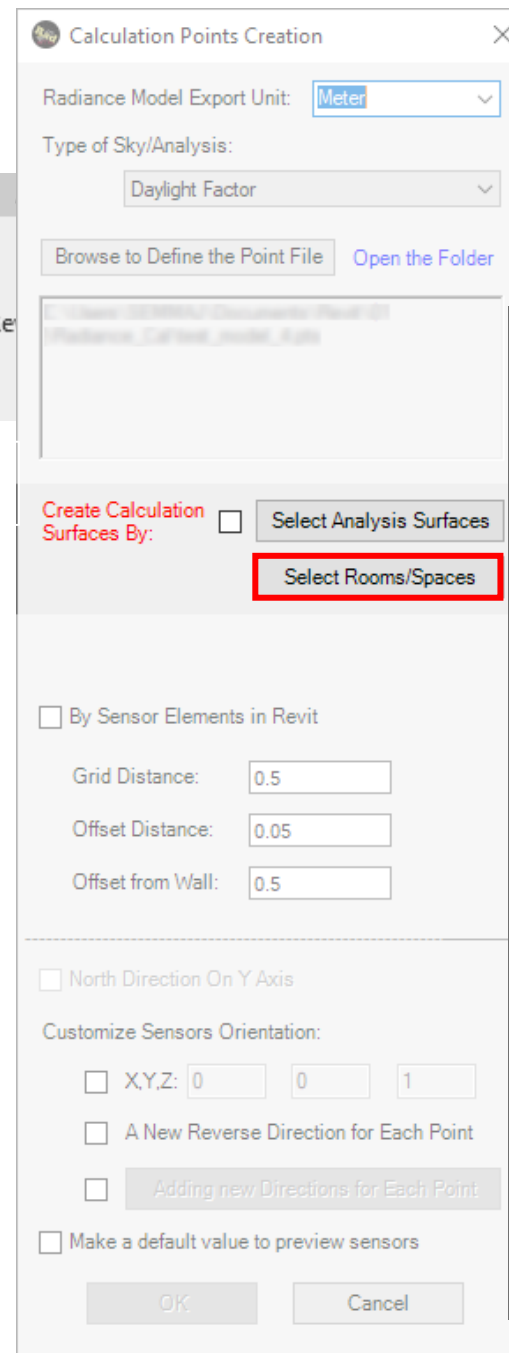 Calculation Points Creation
Radiance Model Export Unit: Meter
Type of Sky/Analysis:
Daylight Factor
Browse to Define the Point File Open the Folder
Create Calculation
Surfaces By:
Select Analysis Surfaces
Select Rooms/Spaces
By Sensor Elements in Revit
Grid Distance: 0.5
Offset Distance: 0.05
Offset from Wall: 0.5
North Direction On Y Axis
Customize Sensors Orientation:
X,Y,Z: 0 0 1
A New Reverse Direction for Each Point
Adding new Directions for Each Point
Make a default value to preview sensors
OK Cancel